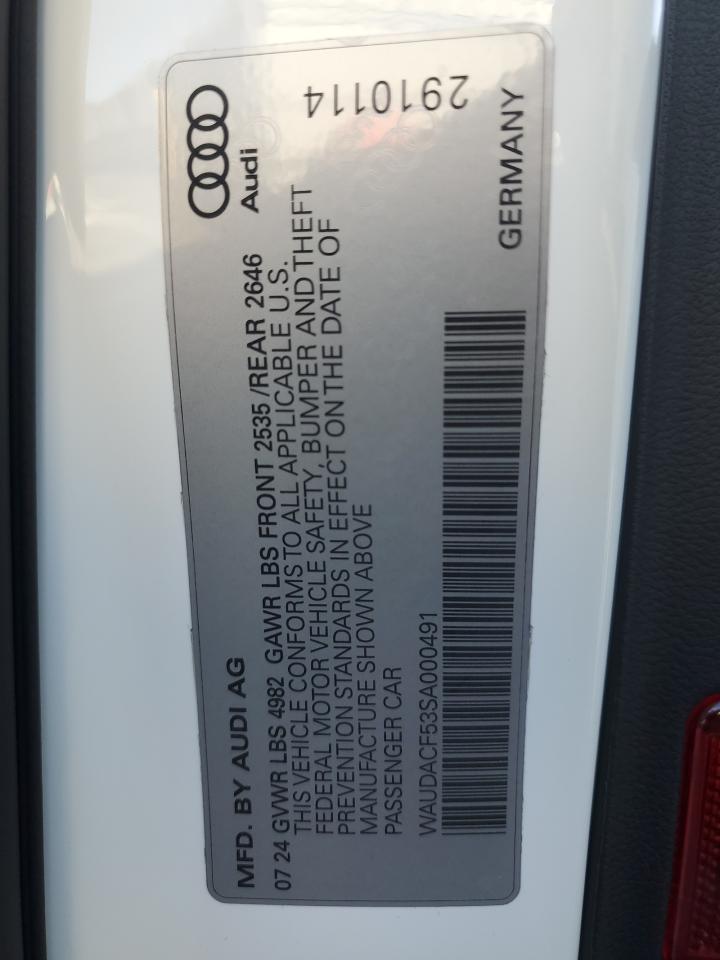 MFD. BY AUDI AG
07 24 GVWR LBS 4982 GAWR LBS FRONT 2535 /REAR 2646
THIS VEHICLE CONFORMS TO ALL APPLICABLE U.S.
FEDERAL MOTOR VEHICLE SAFETY, BUMPER AND THEFT
PREVENTION STANDARDS IN EFFECT ON THE DATE OF
MANUFACTURE SHOWN ABOVE
PASSENGER CAR
WAUDACF53SA000491
Audi
2910114
GERMANY